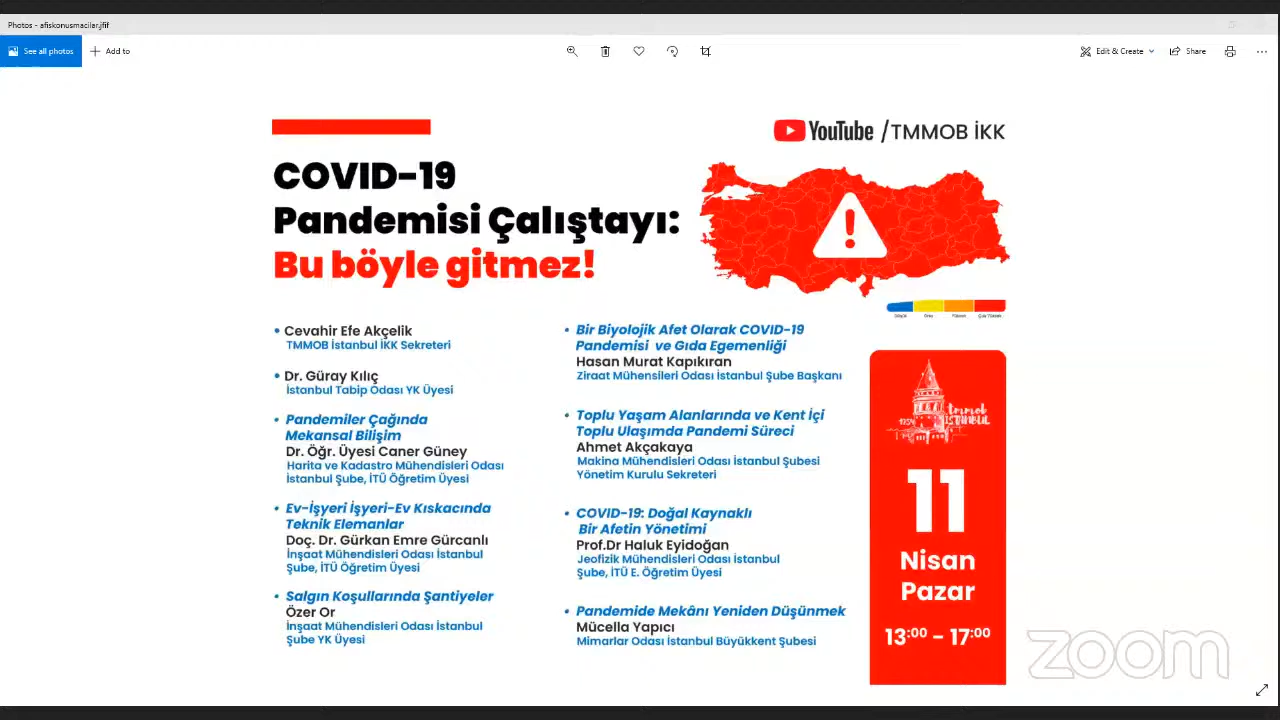 Photos - afiskonusmacilar.jfif
See all photos
Add to
Edit & Create
Share
YouTube /TMMOB İKK
COVID-19
Pandemisi Çalıştayı:
Bu böyle gitmez!
Düşük Orta Yüksek Çok Yüksek
• Cevahir Efe Akçelik
TMMOB İstanbul İKK Sekreteri
• Dr. Güray Kılıç
İstanbul Tabip Odası YK Üyesi
• Pandemiler Çağında
Mekansal Bilişim
Dr. Öğr. Üyesi Caner Güney
Harita ve Kadastro Mühendisleri Odası
İstanbul Şube, İTÜ Öğretim Üyesi
• Ev-İşyeri İşyeri-Ev Kıskacında
Teknik Elemanlar
Doç. Dr. Gürkan Emre Gürcanlı
İnşaat Mühendisleri Odası İstanbul
Şube, İTÜ Öğretim Üyesi
• Salgın Koşullarında Şantiyeler
Özer Or
İnşaat Mühendisleri Odası İstanbul
Şube YK Üyesi
• Bir Biyolojik Afet Olarak COVID-19
Pandemisi ve Gıda Egemenliği
Hasan Murat Kapıkıran
Ziraat Mühensileri Odası İstanbul Şube Başkanı
• Toplu Yaşam Alanlarında ve Kent İçi
Toplu Ulaşımda Pandemi Süreci
Ahmet Akçakaya
Makina Mühendisleri Odası İstanbul Şubesi
Yönetim Kurulu Sekreteri
• COVID-19: Doğal Kaynaklı
Bir Afetin Yönetimi
Prof.Dr Haluk Eyidoğan
Jeofizik Mühendisleri Odası İstanbul
Şube, İTÜ E. Öğretim Üyesi
• Pandemide Mekânı Yeniden Düşünmek
Mücella Yapıcı
Mimarlar Odası İstanbul Büyükkent Şubesi
1954
tmmob
İSTANBUL
11
Nisan
Pazar
13:00 - 17:00
zoom